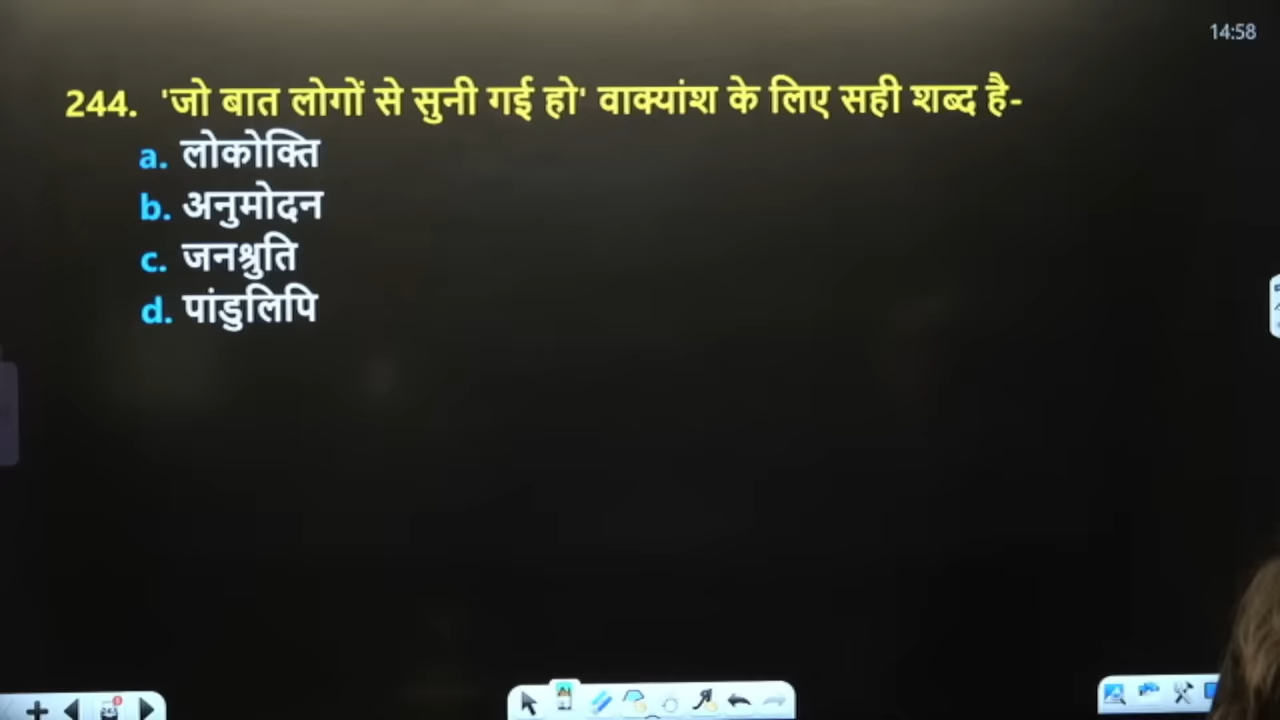 14:58
244. 'जो बात लोगों से सुनी गई हो' वाक्यांश के लिए सही शब्द है-
a. लोकोक्ति
b. अनुमोदन
c. जनश्रुति
d. पांडुलिपि